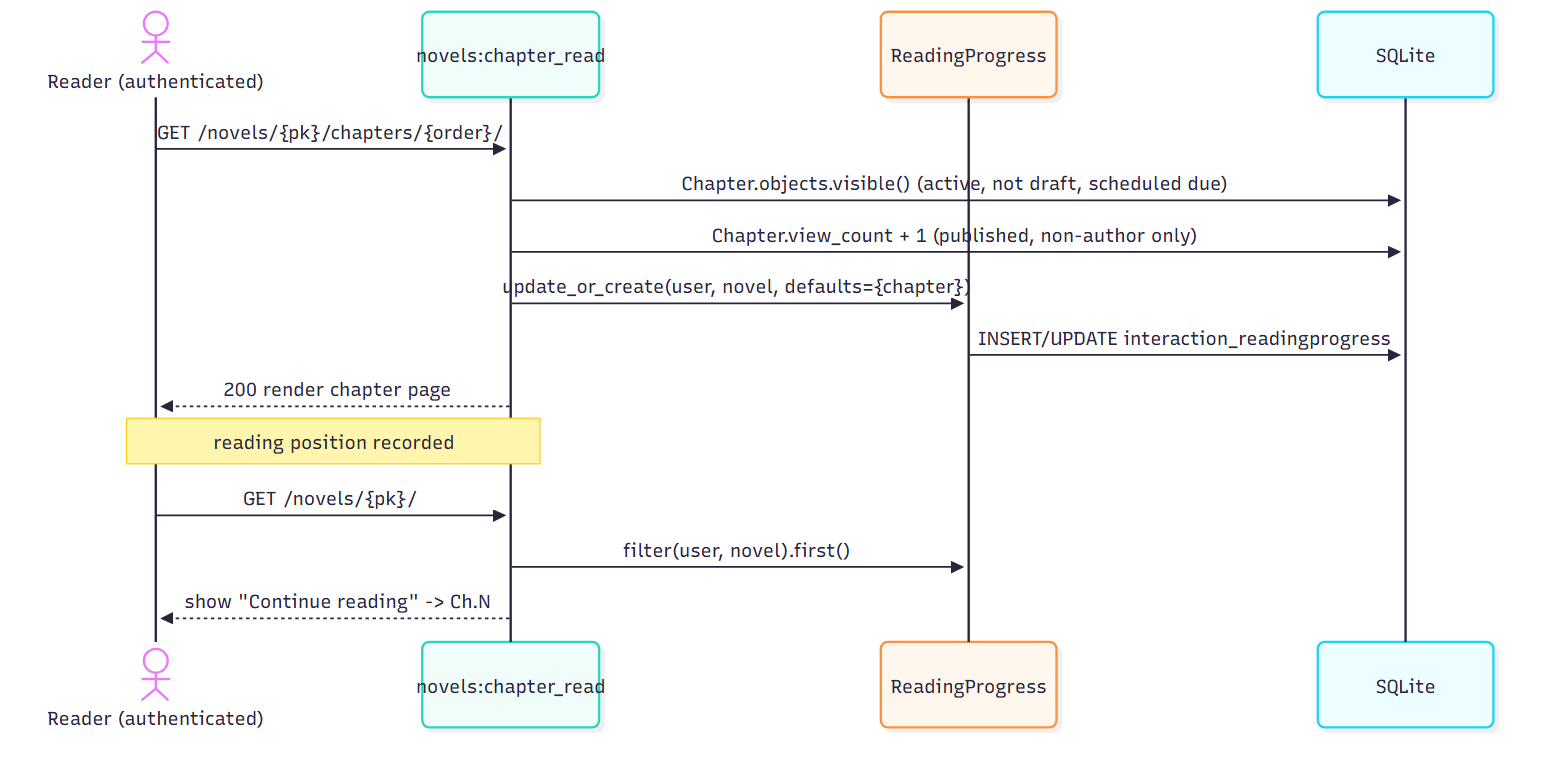 Reader (authenticated)
novels:chapter_read
ReadingProgress
SQLite
GET /novels/{pk}/chapters/{order}/
Chapter.objects.visible() (active, not draft, scheduled due)
Chapter.view_count + 1 (published, non-author only)
update_or_create(user, novel, defaults={chapter})
INSERT/UPDATE interaction_readingprogress
200 render chapter page
reading position recorded
GET /novels/{pk}/
filter(user, novel).first()
show "Continue reading" -> Ch.N
Reader (authenticated)
novels:chapter_read
ReadingProgress
SQLite